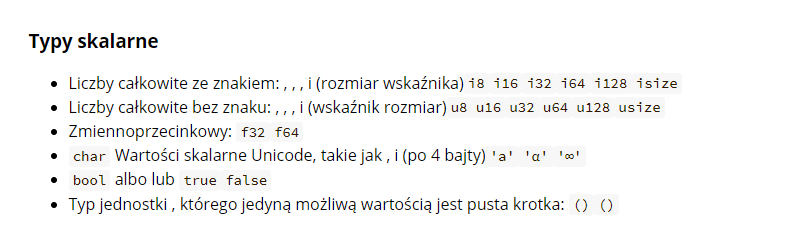 Typy skalarne
Liczby całkowite ze znakiem: , , , i (rozmiar wskaźnika) i8 i16 i32 i64 i128 isize
Liczby całkowite bez znaku: , , , i (wskaźnik rozmiar) u8 u16 u32 u64 u128 usize
Zmiennoprzecinkowy: f32 f64
char Wartości skalarne Unicode, takie jak , i (po 4 bajty) 'a' 'α' '∞'
bool albo lub true false
Typ jednostki , którego jedyną możliwą wartością jest pusta krotka: () ()